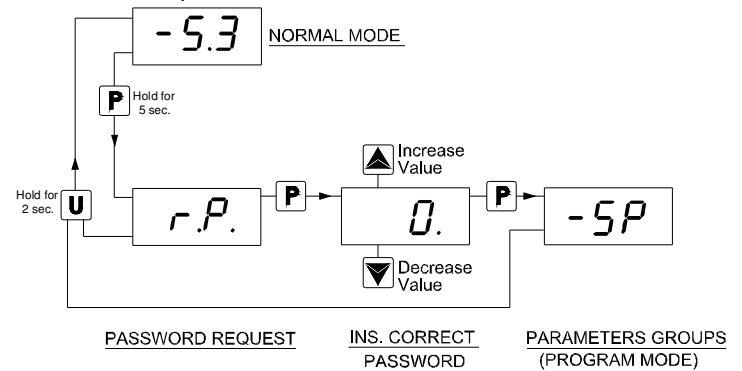 -5.3
NORMAL MODE
P
Hold for
5 sec.
Hold for
2 sec.
U
r.P.
P
Increase
Value
0.
Decrease
Value
P
-SP
PASSWORD REQUEST
INS. CORRECT
PASSWORD
PARAMETERS GROUPS
(PROGRAM MODE)